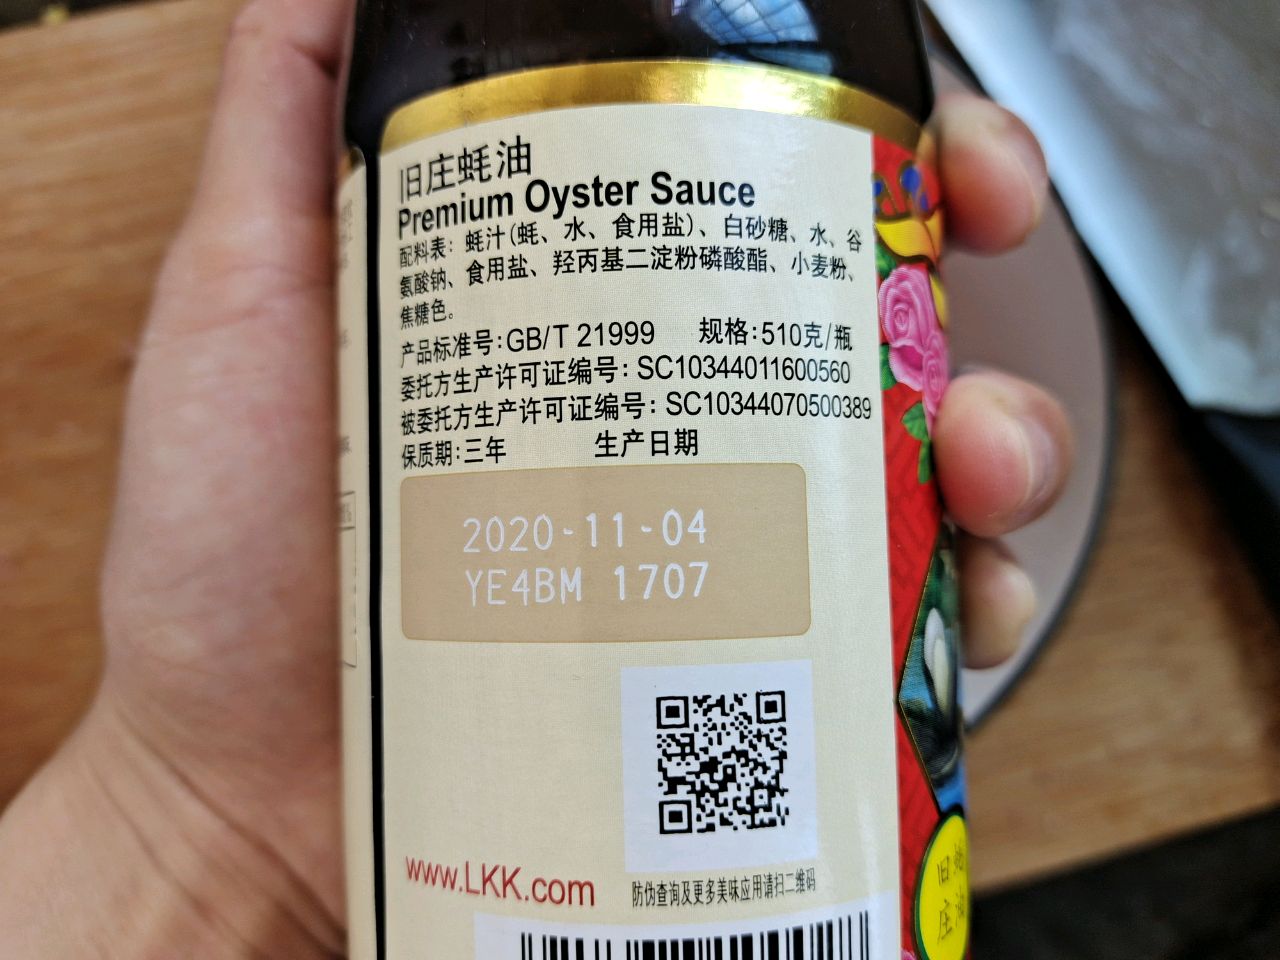 旧庄蚝油
Premium Oyster Sauce
配料表: 蚝汁(蚝、水、食用盐)、白砂糖、水、谷
氨酸钠、食用盐、羟丙基二淀粉磷酸酯、小麦粉、
焦糖色。
产品标准号:GB/T 21999 规格:510克/瓶
委托方生产许可证编号: SC10344011600560
被委托方生产许可证编号: SC10344070500389
保质期:三年 生产日期
2020-11-04
YE4BM 1707
www.LKK.com
防伪查询及更多美味应用请扫二维码
旧庄蚝油